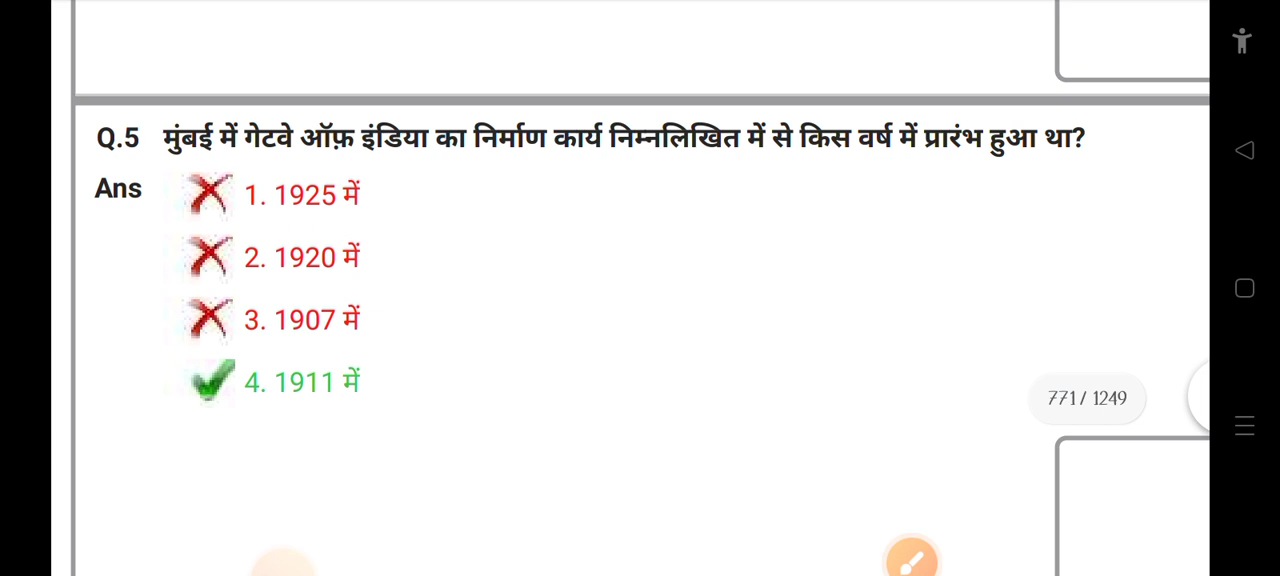 Q.5 मुंबई में गेटवे ऑफ़ इंडिया का निर्माण कार्य निम्नलिखित में से किस वर्ष में प्रारंभ हुआ था?
Ans 1. 1925 में
2. 1920 में
3. 1907 में
4. 1911 में
771 / 1249